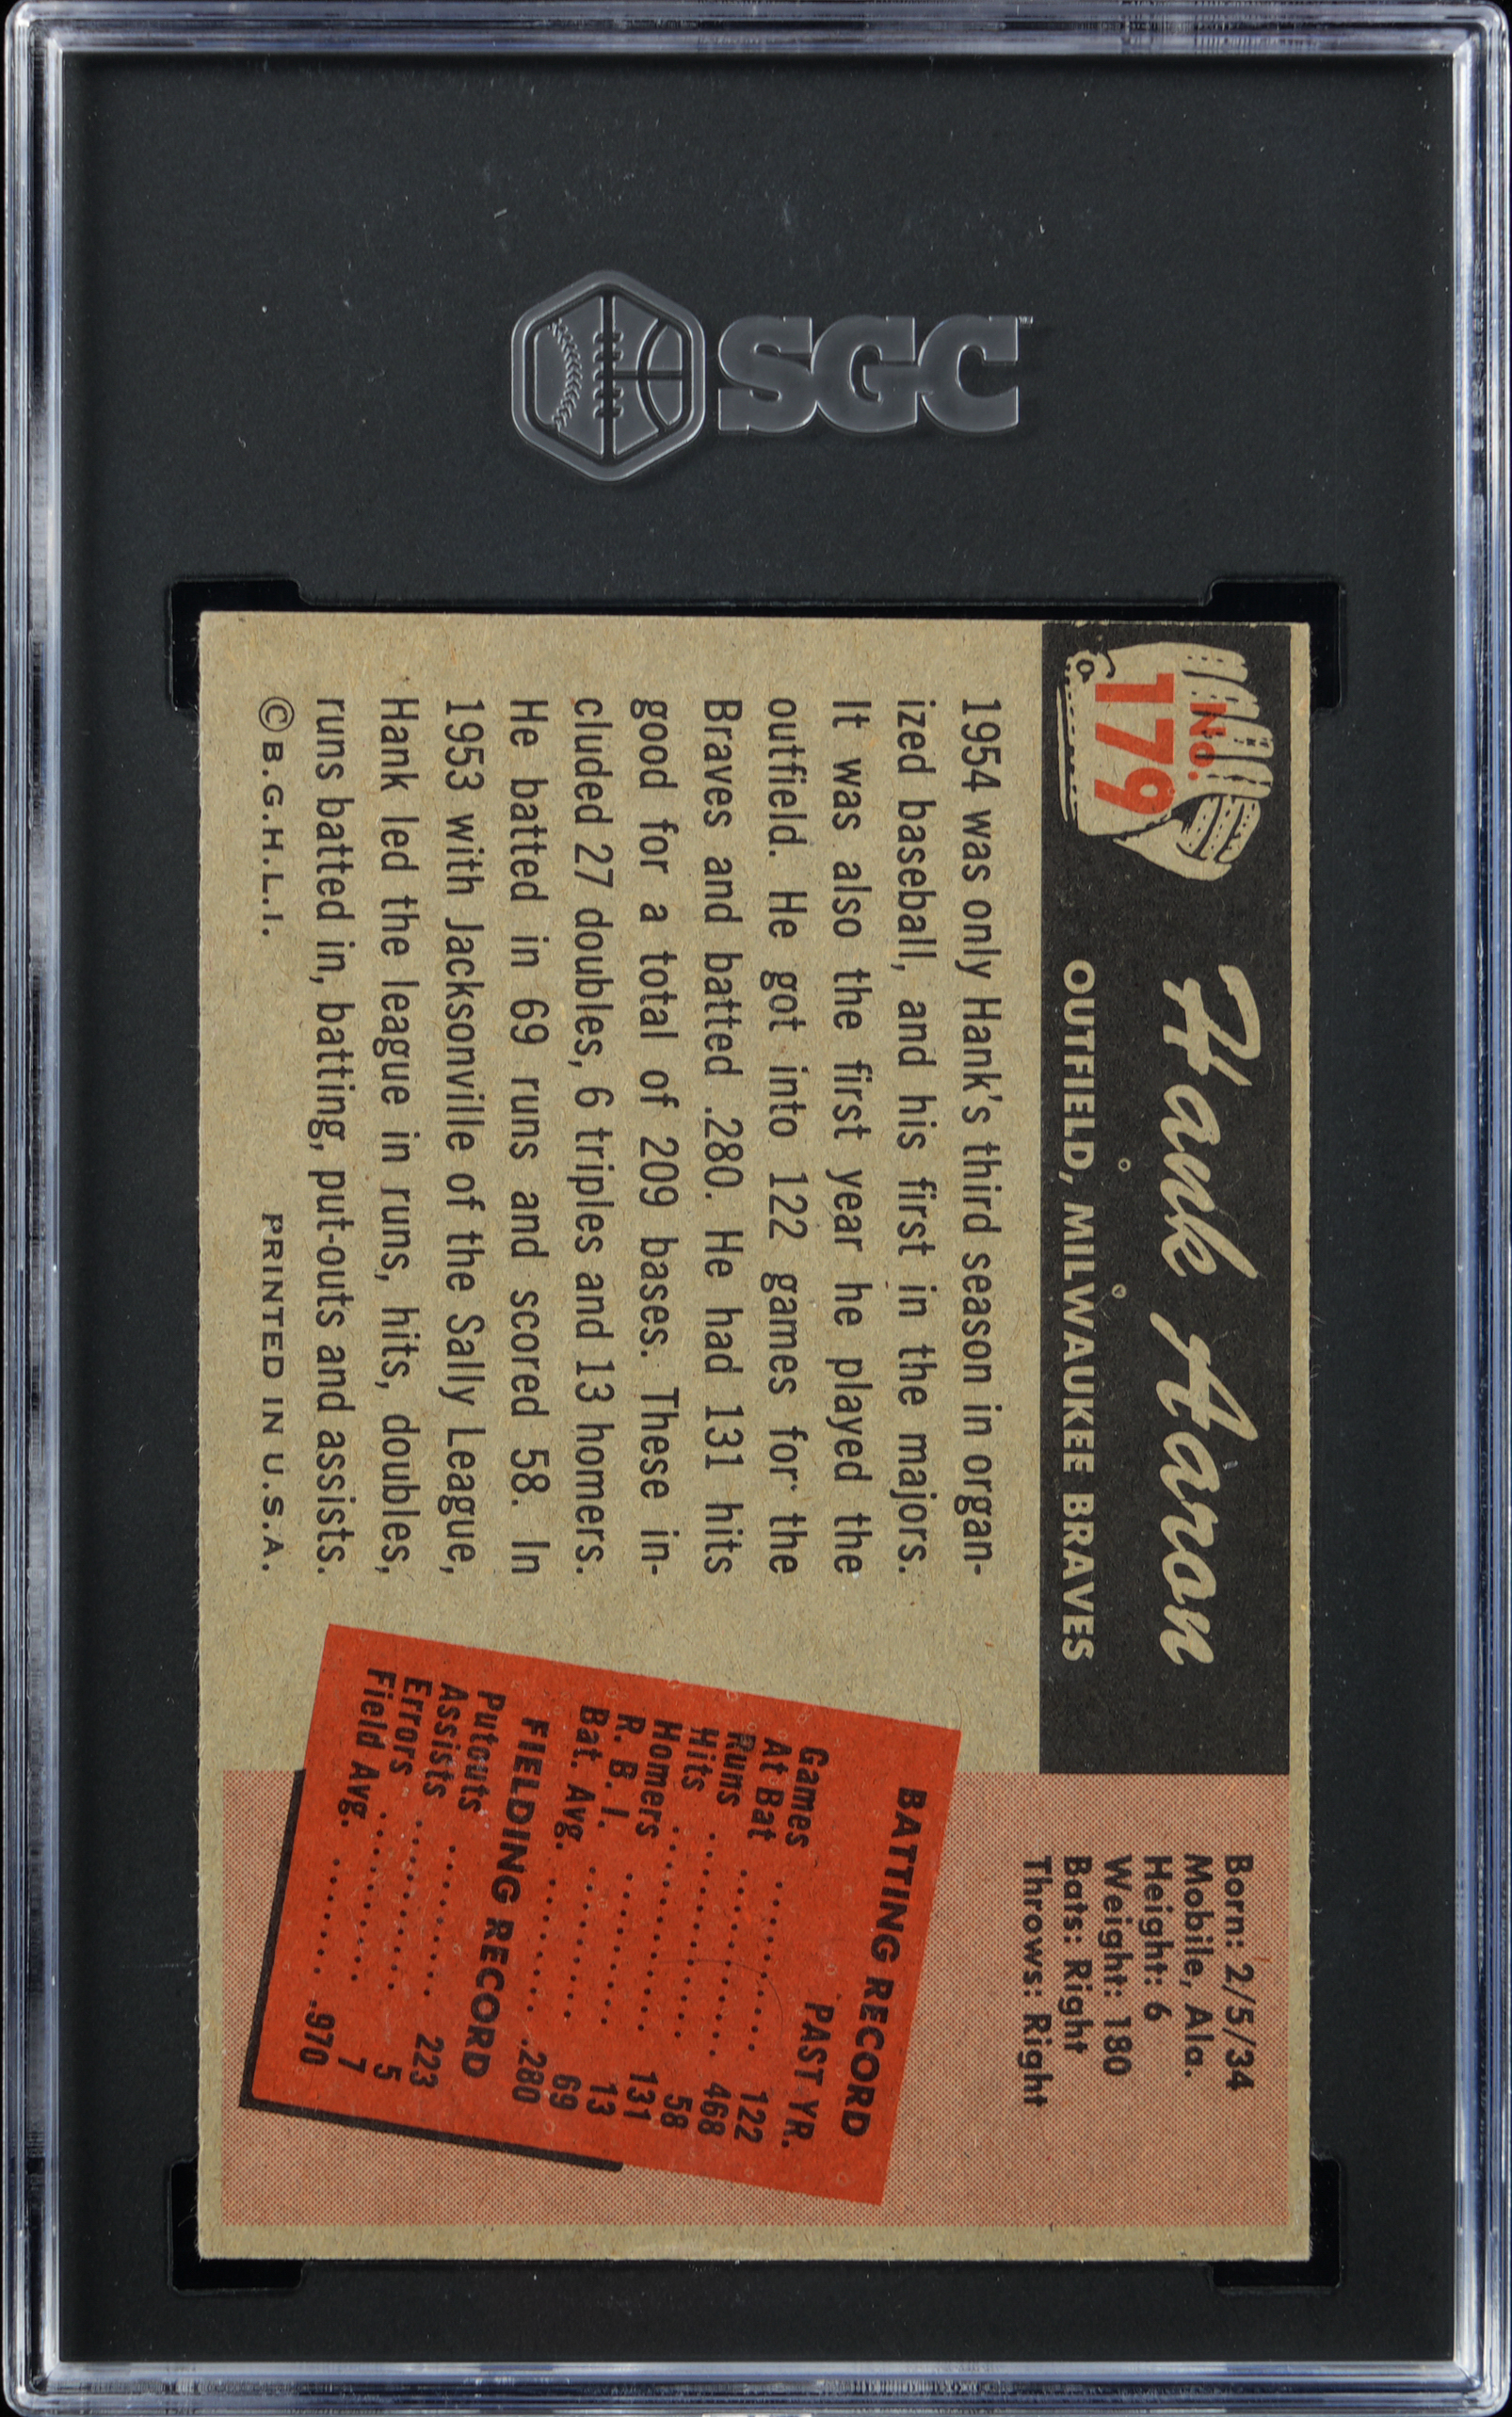 SGC
No.
179
Hank Aaron
OUTFIELD, MILWAUKEE BRAVES
1954 was only Hank's third season in organ-
ized baseball, and his first in the majors.
It was also the first year he played the
outfield. He got into 122 games for the
Braves and batted .280. He had 131 hits
good for a total of 209 bases. These in-
cluded 27 doubles, 6 triples and 13 homers.
He batted in 69 runs and scored 58. In
1953 with Jacksonville of the Sally League,
Hank led the league in runs, hits, doubles,
runs batted in, batting, put-outs and assists.
© B.G.H.L.I. PRINTED IN U.S.A.
Born: 2/5/34
Mobile, Ala.
Height: 6
Weight: 180
Bats: Right
Throws: Right
BATTING RECORD
PAST YR.
Games .......... 122
At Bat .......... 468
Runs .......... 58
Hits .......... 131
Homers .......... 13
R. B. I. .......... 69
Bat. Avg. .......... .280
FIELDING RECORD
Putouts .......... 223
Assists .......... 5
Errors .......... 7
Field Avg. .......... .970